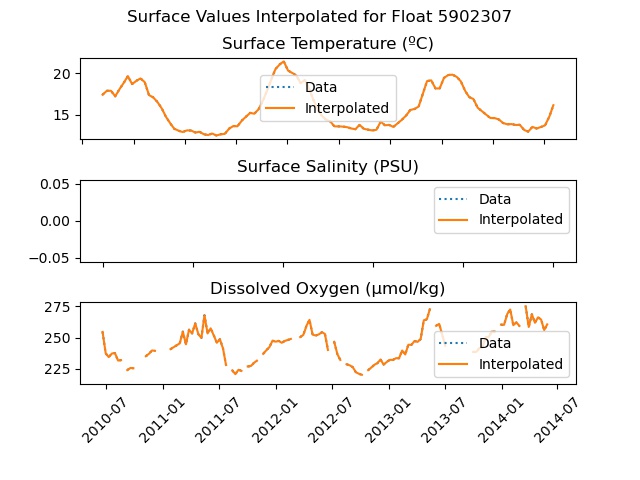 Surface Values Interpolated for Float 5902307
Surface Temperature (ºC)
20
15
Data
Interpolated
Surface Salinity (PSU)
0.05
0.00
−0.05
Data
Interpolated
Dissolved Oxygen (µmol/kg)
275
250
225
Data
Interpolated
2010-07
2011-01
2011-07
2012-01
2012-07
2013-01
2013-07
2014-01
2014-07